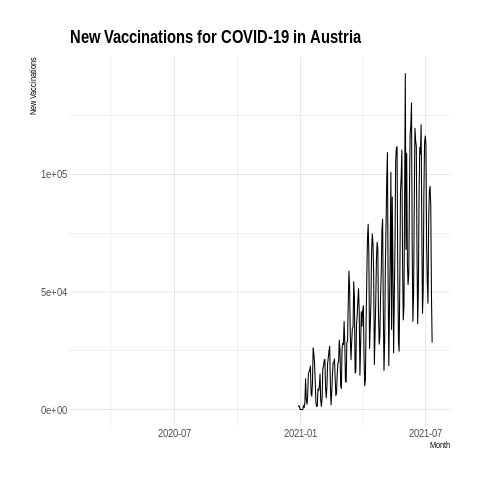 New Vaccinations for COVID-19 in Austria
New Vaccinations
1e+05
5e+04
0e+00
2020-07 2021-01 2021-07
Month